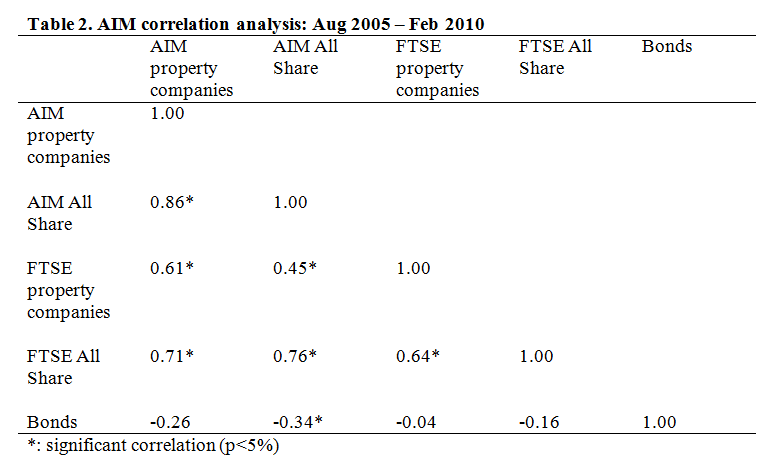 Table 2. AIM correlation analysis: Aug 2005 – Feb 2010
AIM property companies AIM All Share FTSE property companies FTSE All Share Bonds
AIM property companies 1.00
AIM All Share 0.86* 1.00
FTSE property companies 0.61* 0.45* 1.00
FTSE All Share 0.71* 0.76* 0.64* 1.00
Bonds -0.26 -0.34* -0.04 -0.16 1.00
*: significant correlation (p<5%)